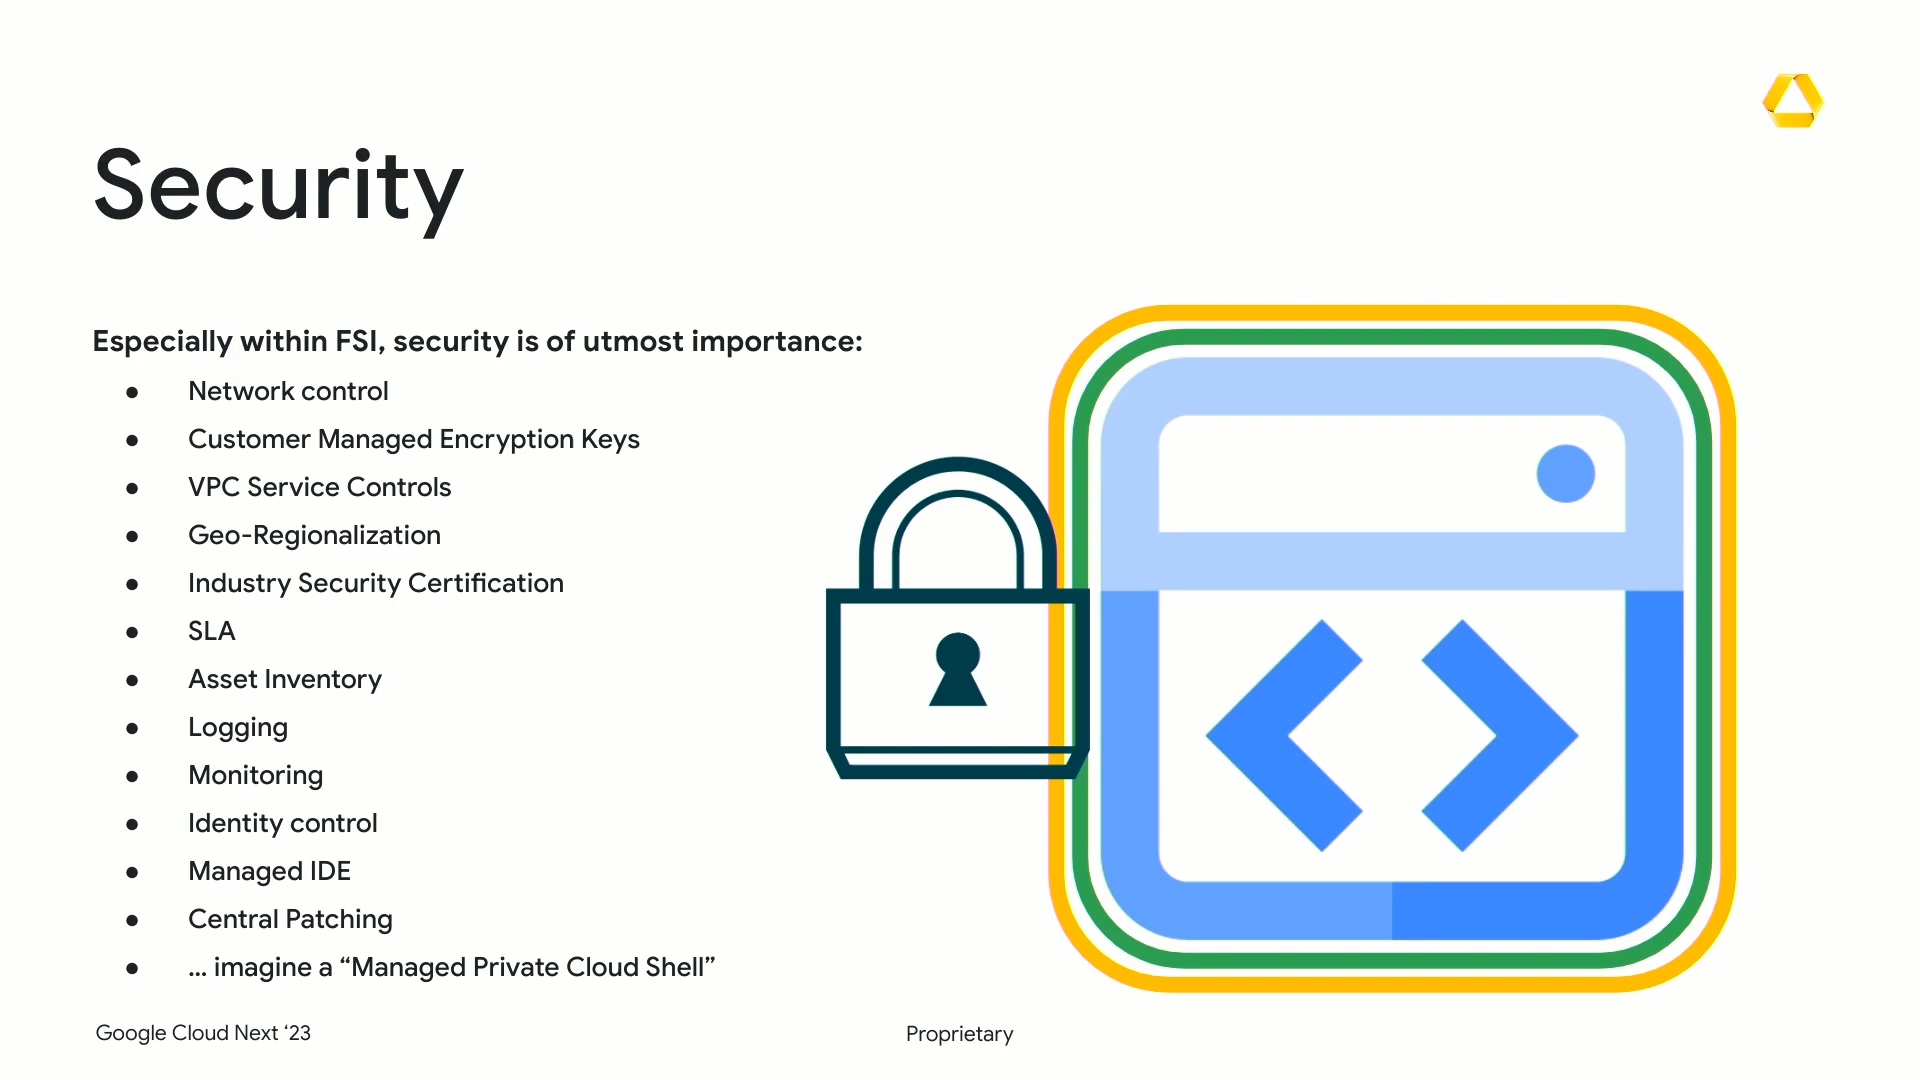 Security
Especially within FSI, security is of utmost importance:
● Network control
● Customer Managed Encryption Keys
● VPC Service Controls
● Geo-Regionalization
● Industry Security Certification
● SLA
● Asset Inventory
● Logging
● Monitoring
● Identity control
● Managed IDE
● Central Patching
● ... imagine a “Managed Private Cloud Shell”
Google Cloud Next ‘23
Proprietary